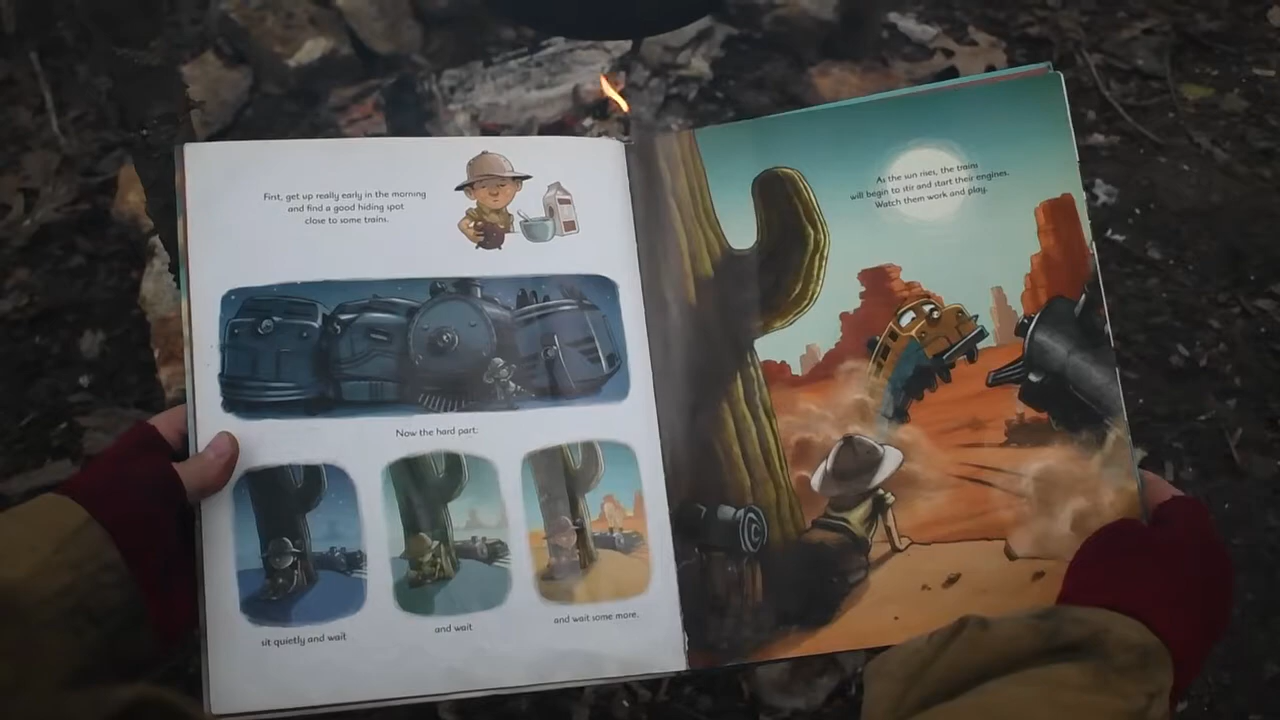 First, get up really early in the morning
and find a good hiding spot
close to some trains.
Now the hard part:
sit quietly and wait
and wait
and wait some more.
As the sun rises, the trains
will begin to stir and start their engines.
Watch them work and play.